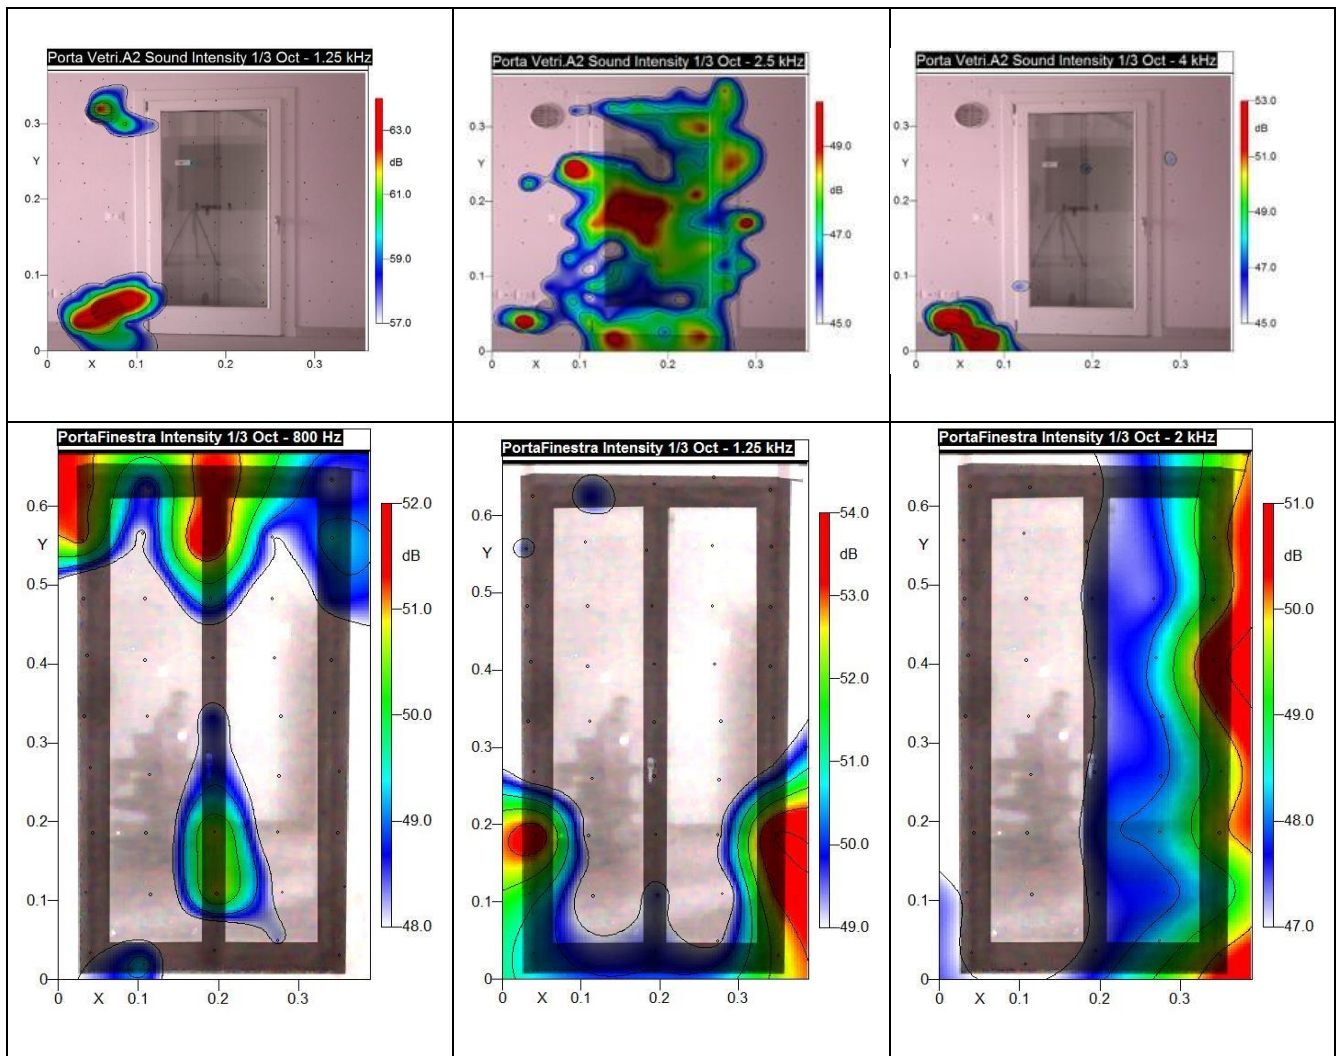 Porta Vetri.A2 Sound Intensity 1/3 Oct - 1.25 kHz
63.0
dB
61.0
59.0
57.0
0.3
Y
0.2
0.1
0
0 X 0.1 0.2 0.3
Porta Vetri.A2 Sound Intensity 1/3 Oct - 2.5 kHz
49.0
dB
47.0
45.0
0.3
Y
0.2
0.1
0
0 X 0.1 0.2 0.3
Porta Vetri.A2 Sound Intensity 1/3 Oct - 4 kHz
53.0
dB
51.0
49.0
47.0
45.0
0.3
Y
0.2
0.1
0
0 X 0.1 0.2 0.3
PortaFinestra Intensity 1/3 Oct - 800 Hz
52.0
dB
51.0
50.0
49.0
48.0
0.6
Y
0.5
0.4
0.3
0.2
0.1
0
0 X 0.1 0.2 0.3
PortaFinestra Intensity 1/3 Oct - 1.25 kHz
54.0
dB
53.0
52.0
51.0
50.0
49.0
0.6
Y
0.5
0.4
0.3
0.2
0.1
0
0 X 0.1 0.2 0.3
PortaFinestra Intensity 1/3 Oct - 2 kHz
51.0
dB
50.0
49.0
48.0
47.0
0.6
Y
0.5
0.4
0.3
0.2
0.1
0
0 X 0.1 0.2 0.3